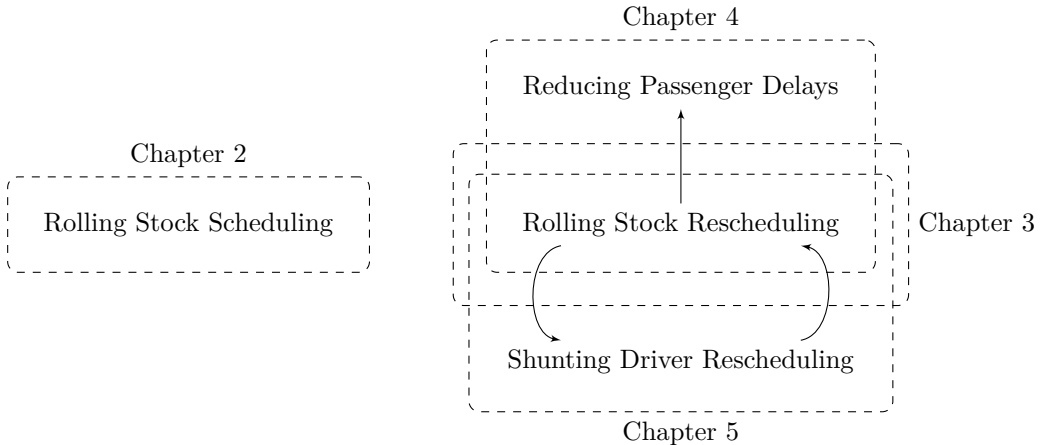 Chapter 4
Reducing Passenger Delays
Chapter 2
Rolling Stock Scheduling
Rolling Stock Rescheduling
Chapter 3
Shunting Driver Rescheduling
Chapter 5